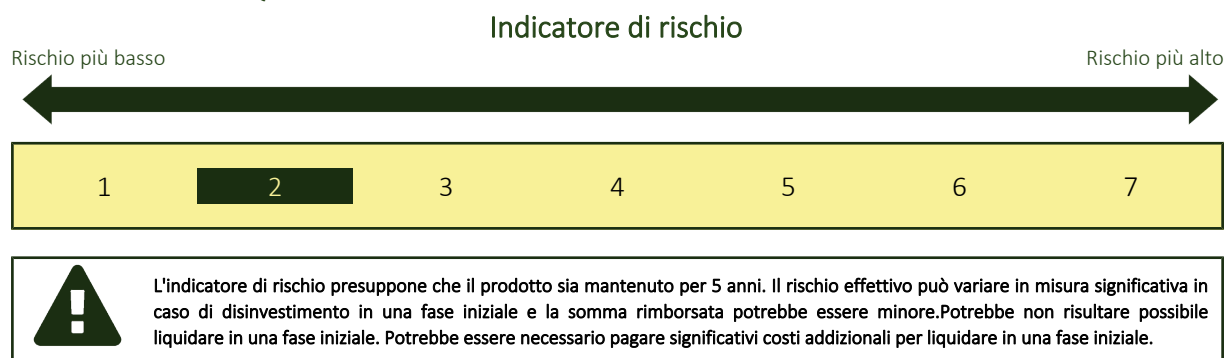 Indicatore di rischio
Rischio più basso
Rischio più alto
1 2 3 4 5 6 7
L'indicatore di rischio presuppone che il prodotto sia mantenuto per 5 anni. Il rischio effettivo può variare in misura significativa in
caso di disinvestimento in una fase iniziale e la somma rimborsata potrebbe essere minore.Potrebbe non risultare possibile
liquidare in una fase iniziale. Potrebbe essere necessario pagare significativi costi addizionali per liquidare in una fase iniziale.